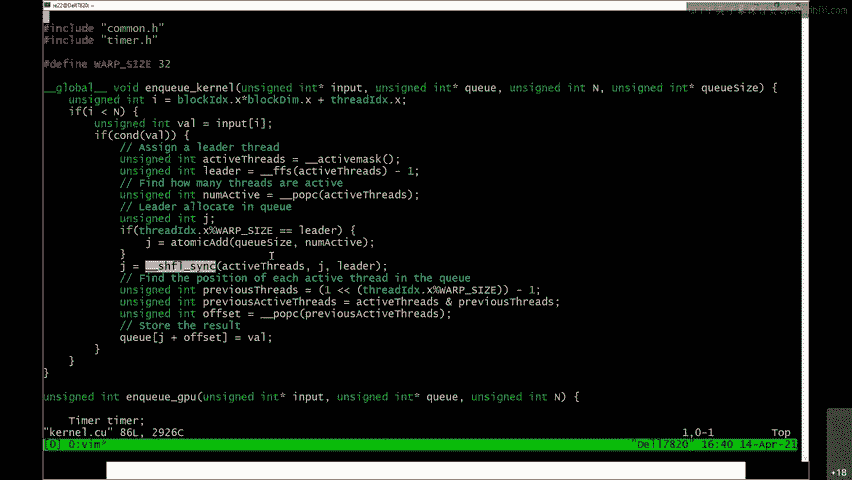 #include "common.h"
#include "timer.h"
#define WARP_SIZE 32
__global__ void enqueue_kernel(unsigned int* input, unsigned int* queue, unsigned int N, unsigned int* queueSize) {
unsigned int i = blockIdx.x*blockDim.x + threadIdx.x;
if(i < N) {
unsigned int val = input[i];
if(cond(val)) {
// Assign a leader thread
unsigned int activeThreads = __activemask();
unsigned int leader = __ffs(activeThreads) - 1;
// Find how many threads are active
unsigned int numActive = __popc(activeThreads);
// Leader allocate in queue
unsigned int j;
if(threadIdx.x%WARP_SIZE == leader) {
j = atomicAdd(queueSize, numActive);
}
j = __shfl_sync(activeThreads, j, leader);
// Find the position of each active thread in the queue
unsigned int previousThreads = (1 << (threadIdx.x%WARP_SIZE)) - 1;
unsigned int previousActiveThreads = activeThreads & previousThreads;
unsigned int offset = __popc(previousActiveThreads);
// Store the result
queue[j + offset] = val;
}
}
}
unsigned int enqueue_gpu(unsigned int* input, unsigned int* queue, unsigned int N) {
Timer timer;
"kernel.cu" 86L, 2926C 1,0-1 Top
[0] 0:vim* "Dell7820" 16:40 14-Apr-21
+18